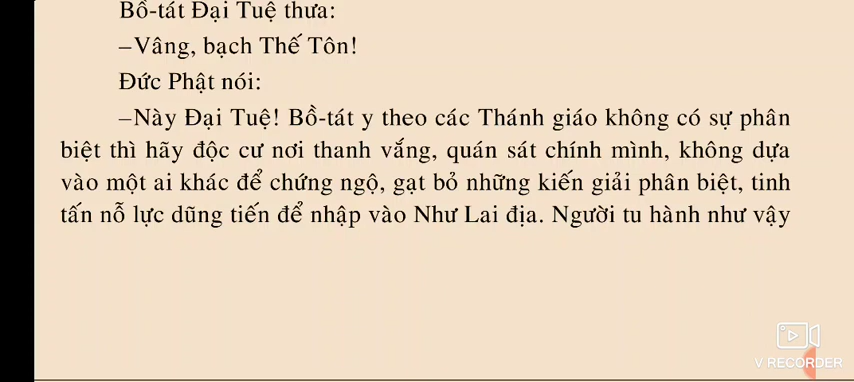 Bồ-tát Đại Tuệ thưa:
–Vâng, bạch Thế Tôn!
Đức Phật nói:
–Này Đại Tuệ! Bồ-tát y theo các Thánh giáo không có sự phân
biệt thì hãy độc cư nơi thanh vắng, quán sát chính mình, không dựa
vào một ai khác để chứng ngộ, gạt bỏ những kiến giải phân biệt, tinh
tấn nỗ lực dũng tiến để nhập vào Như Lai địa. Người tu hành như vậy
V RECORDER